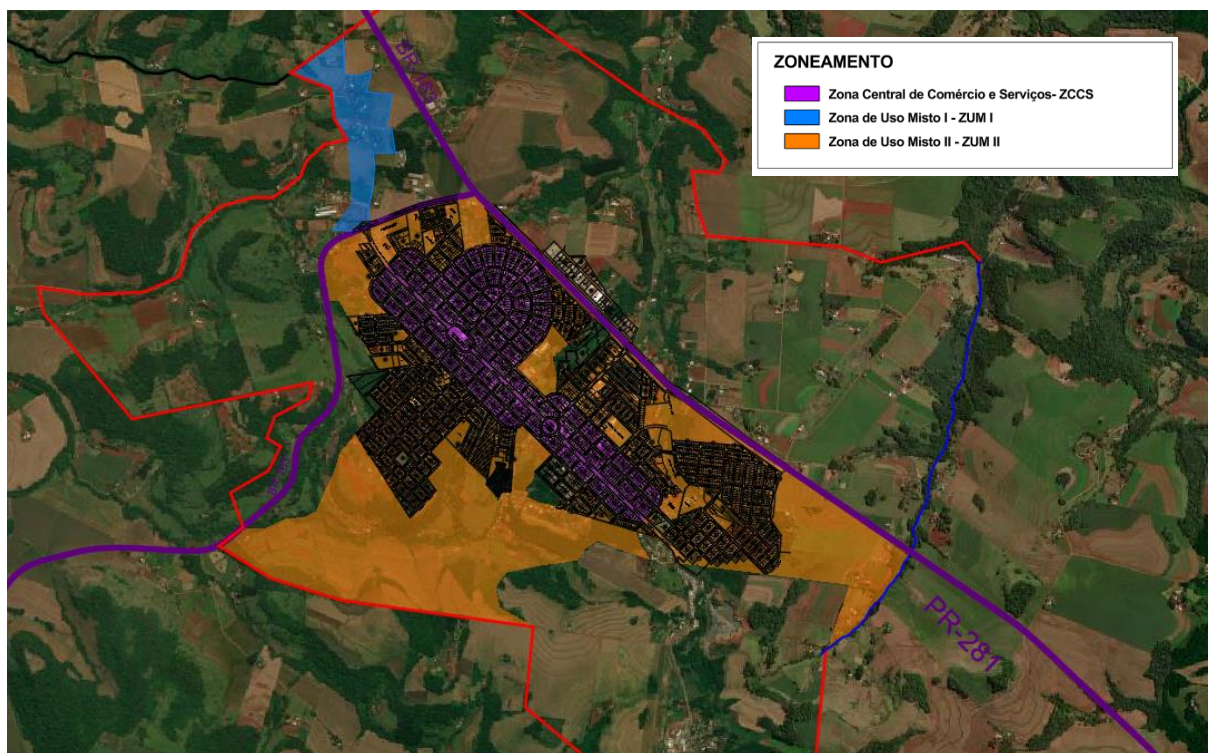 ZONEAMENTO
Zona Central de Comércio e Serviços- ZCCS
Zona de Uso Misto I - ZUM I
Zona de Uso Misto II - ZUM II
PR-281